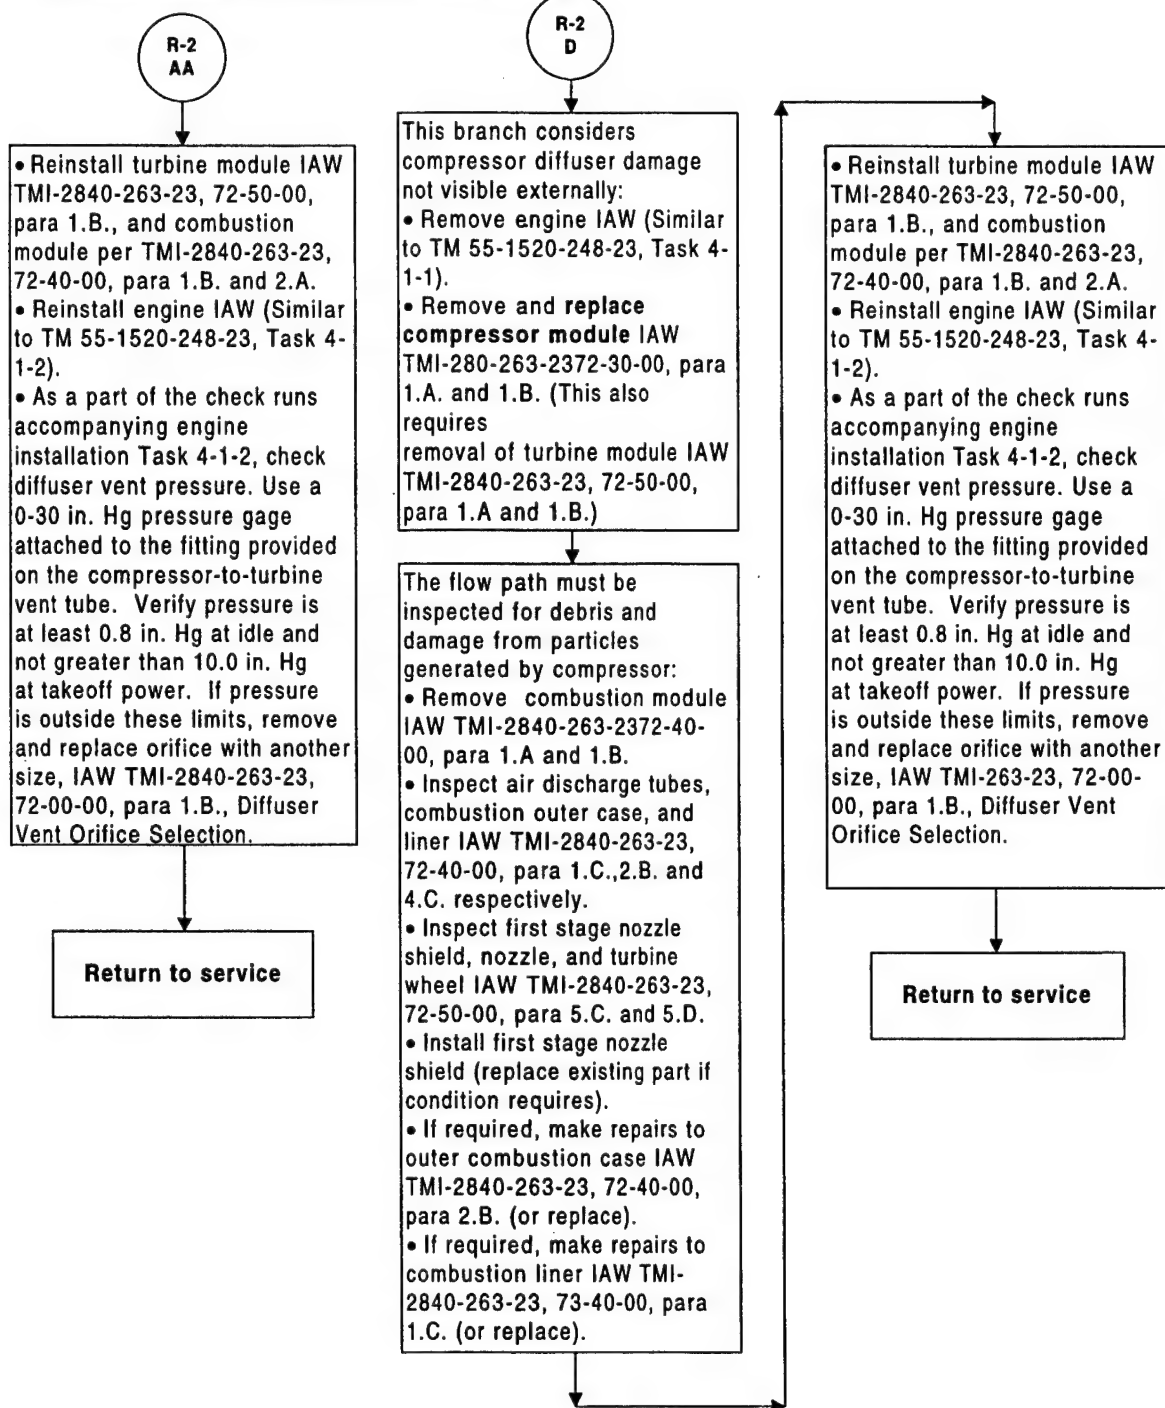 R-2
AA
• Reinstall turbine module IAW
TMI-2840-263-23, 72-50-00,
para 1.B., and combustion
module per TMI-2840-263-23,
72-40-00, para 1.B. and 2.A.
• Reinstall engine IAW (Similar
to TM 55-1520-248-23, Task 4-
1-2).
• As a part of the check runs
accompanying engine
installation Task 4-1-2, check
diffuser vent pressure. Use a
0-30 in. Hg pressure gage
attached to the fitting provided
on the compressor-to-turbine
vent tube. Verify pressure is
at least 0.8 in. Hg at idle and
not greater than 10.0 in. Hg
at takeoff power. If pressure
is outside these limits, remove
and replace orifice with another
size, IAW TMI-2840-263-23,
72-00-00, para 1.B., Diffuser
Vent Orifice Selection.
Return to service
R-2
D
This branch considers
compressor diffuser damage
not visible externally:
• Remove engine IAW (Similar
to TM 55-1520-248-23, Task 4-
1-1).
• Remove and replace
compressor module IAW
TMI-280-263-2372-30-00, para
1.A. and 1.B. (This also
requires
removal of turbine module IAW
TMI-2840-263-23, 72-50-00,
para 1.A and 1.B.)
The flow path must be
inspected for debris and
damage from particles
generated by compressor:
• Remove combustion module
IAW TMI-2840-263-2372-40-
00, para 1.A and 1.B.
• Inspect air discharge tubes,
combustion outer case, and
liner IAW TMI-2840-263-23,
72-40-00, para 1.C.,2.B. and
4.C. respectively.
• Inspect first stage nozzle
shield, nozzle, and turbine
wheel IAW TMI-2840-263-23,
72-50-00, para 5.C. and 5.D.
• Install first stage nozzle
shield (replace existing part if
condition requires).
• If required, make repairs to
outer combustion case IAW
TMI-2840-263-23, 72-40-00,
para 2.B. (or replace).
• If required, make repairs to
combustion liner IAW TMI-
2840-263-23, 73-40-00, para
1.C. (or replace).
• Reinstall turbine module IAW
TMI-2840-263-23, 72-50-00,
para 1.B., and combustion
module per TMI-2840-263-23,
72-40-00, para 1.B. and 2.A.
• Reinstall engine IAW (Similar
to TM 55-1520-248-23, Task 4-
1-2).
• As a part of the check runs
accompanying engine
installation Task 4-1-2, check
diffuser vent pressure. Use a
0-30 in. Hg pressure gage
attached to the fitting provided
on the compressor-to-turbine
vent tube. Verify pressure is
at least 0.8 in. Hg at idle and
not greater than 10.0 in. Hg
at takeoff power. If pressure
is outside these limits, remove
and replace orifice with another
size, IAW TMI-263-23, 72-00-
00, para 1.B., Diffuser Vent
Orifice Selection.
Return to service